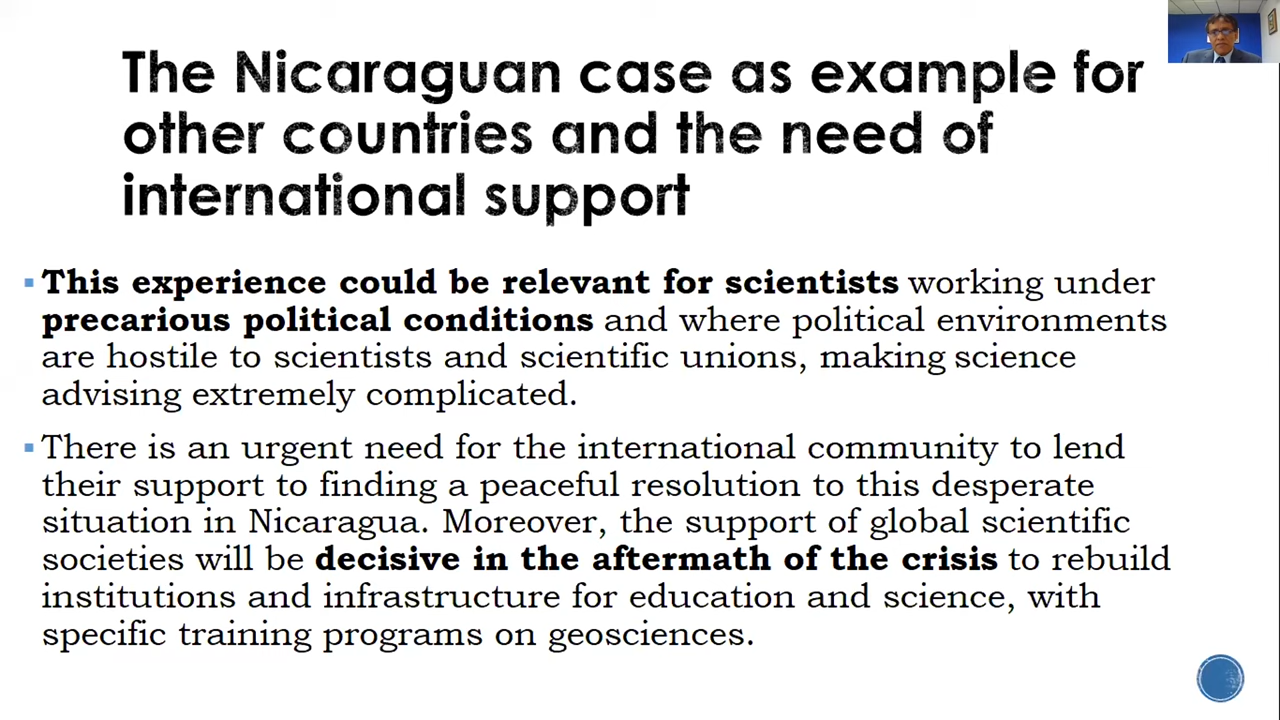 The Nicaraguan case as example for
other countries and the need of
international support
▪ This experience could be relevant for scientists working under
precarious political conditions and where political environments
are hostile to scientists and scientific unions, making science
advising extremely complicated.
▪ There is an urgent need for the international community to lend
their support to finding a peaceful resolution to this desperate
situation in Nicaragua. Moreover, the support of global scientific
societies will be decisive in the aftermath of the crisis to rebuild
institutions and infrastructure for education and science, with
specific training programs on geosciences.